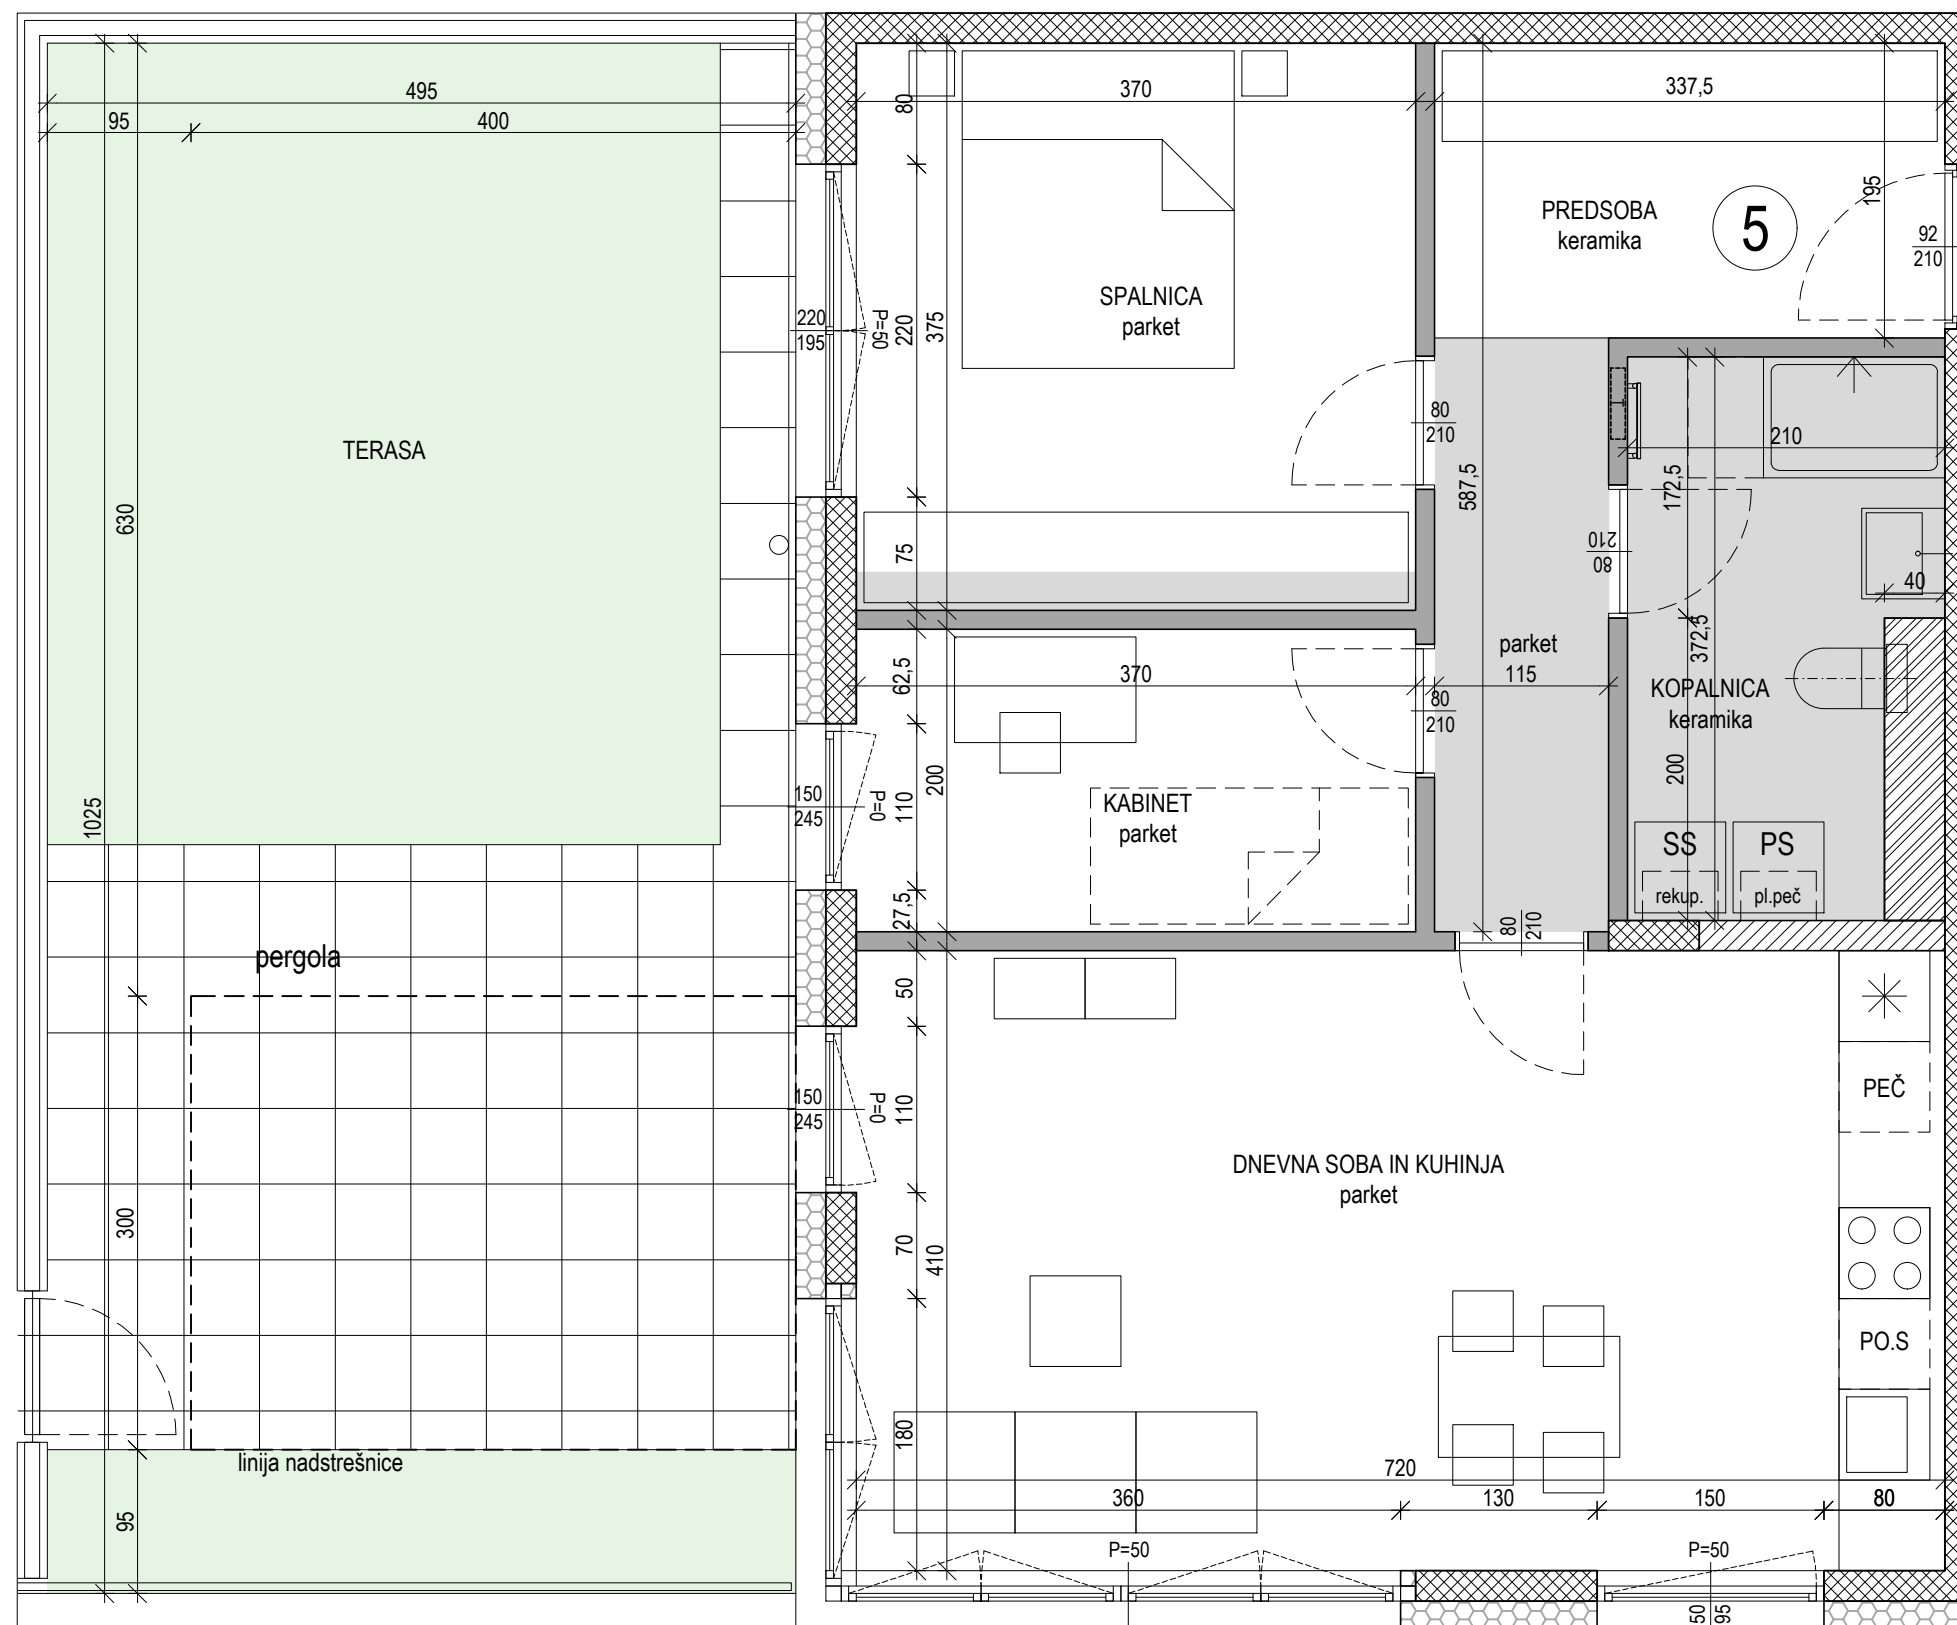 495
95
400
80
370
337,5
195
92
210
PREDSOBA
keramika
5
SPALNICA
parket
220
195
P=50
220
375
TERASA
630
80
210
587,5
172,5
210
75
80
210
40
62,5
370
parket
115
372,5
KOPALNICA
keramika
80
210
1025
150
245
P=0
110
200
KABINET
parket
200
SS
PS
rekup.
pl.peč
27,5
80
210
pergola
50
PEČ
150
245
P=0
110
DNEVNA SOBA IN KUHINJA
parket
300
70
410
PO.S
linija nadstrešnice
180
720
95
360
130
150
80
P=50
P=50
50
95